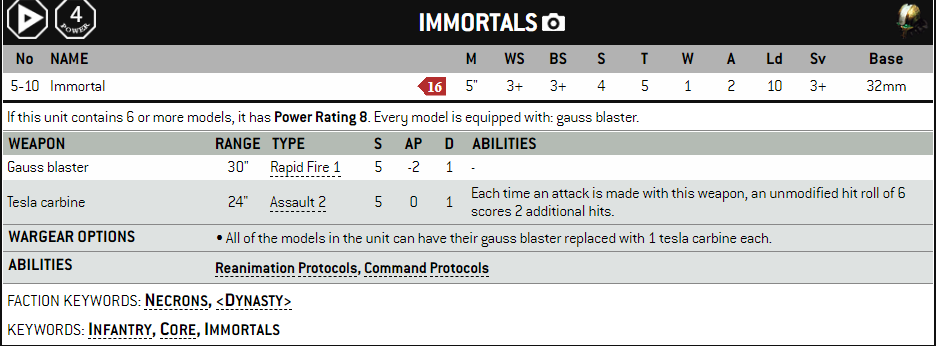 4
POWER
IMMORTALS
No NAME M WS BS S T W A Ld Sv Base
5-10 Immortal 16 5" 3+ 3+ 4 5 1 2 10 3+ 32mm
If this unit contains 6 or more models, it has Power Rating 8. Every model is equipped with: gauss blaster.
WEAPON RANGE TYPE S AP D ABILITIES
Gauss blaster 30" Rapid Fire 1 5 -2 1 -
Tesla carbine 24" Assault 2 5 0 1 Each time an attack is made with this weapon, an unmodified hit roll of 6
scores 2 additional hits.
WARGEAR OPTIONS • All of the models in the unit can have their gauss blaster replaced with 1 tesla carbine each.
ABILITIES Reanimation Protocols, Command Protocols
FACTION KEYWORDS: NECRONS, <DYNASTY>
KEYWORDS: INFANTRY, CORE, IMMORTALS